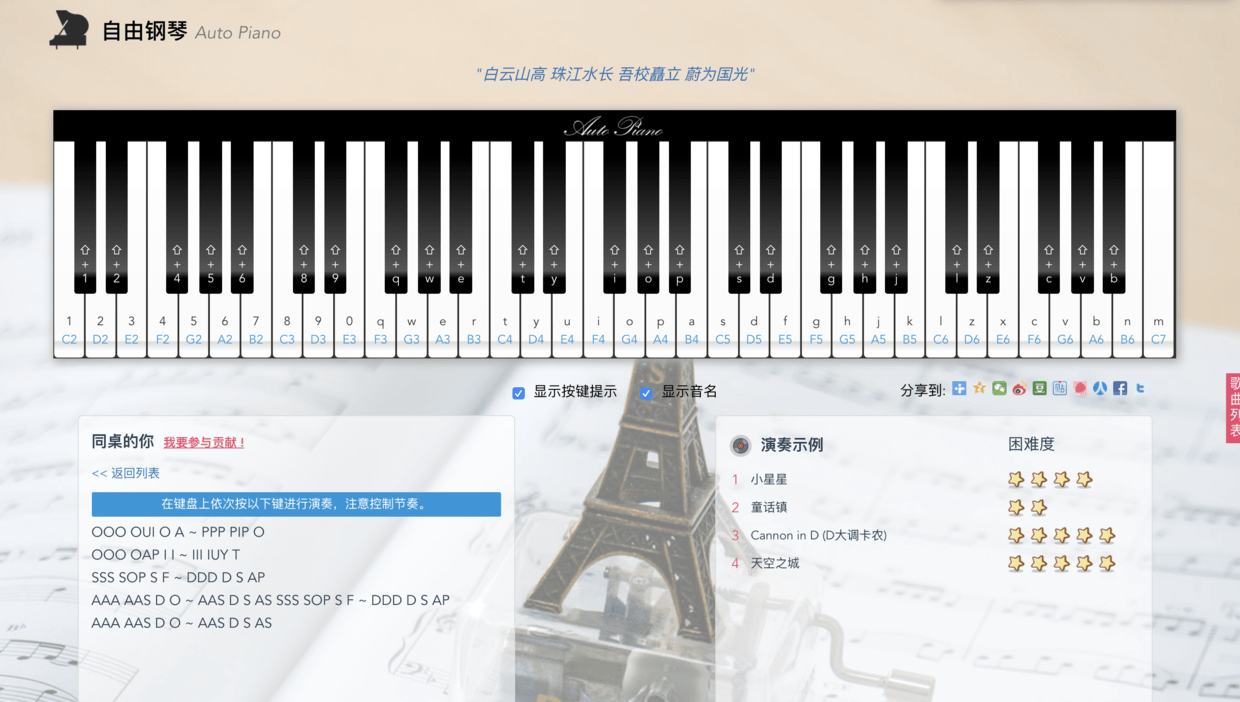 自由钢琴 Auto Piano
"白云山高 珠江水长 吾校矗立 蔚为国光"
Auto Piano
⇧ ⇧ ⇧ ⇧ ⇧ ⇧ ⇧ ⇧ ⇧ ⇧ ⇧ ⇧ ⇧ ⇧ ⇧ ⇧ ⇧ ⇧ ⇧ ⇧ ⇧ ⇧ ⇧ ⇧ ⇧
+ + + + + + + + + + + + + + + + + + + + + + + + +
1 2 4 5 6 8 9 q w e t y i o p s d g h j l z c v b
1 2 3 4 5 6 7 8 9 0 q w e r t y u i o p a s d f g h j k l z x c v b n m
C2 D2 E2 F2 G2 A2 B2 C3 D3 E3 F3 G3 A3 B3 C4 D4 E4 F4 G4 A4 B4 C5 D5 E5 F5 G5 A5 B5 C6 D6 E6 F6 G6 A6 B6 C7
显示按键提示 显示音名
分享到:
歌曲列表
同桌的你 我要参与贡献 !
<< 返回列表
在键盘上依次按以下键进行演奏，注意控制节奏。
OOO OUI O A ~ PPP PIP O
OOO OAP I I ~ III IUY T
SSS SOP S F ~ DDD D S AP
AAA AAS D O ~ AAS D S AS SSS SOP S F ~ DDD D S AP
AAA AAS D O ~ AAS D S AS
演奏示例 困难度
1 小星星
2 童话镇
3 Cannon in D (D大调卡农)
4 天空之城